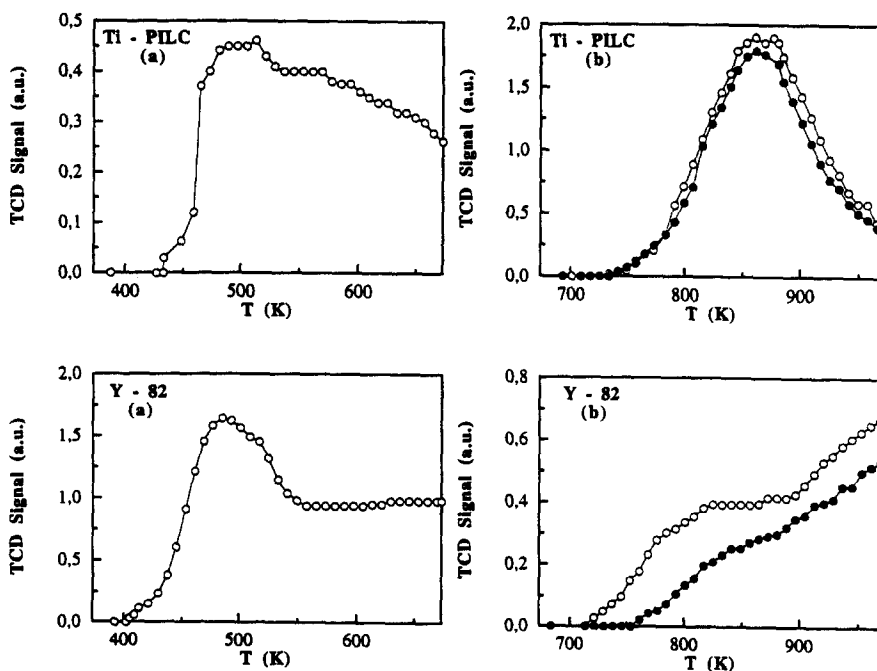 Ti - PILC
(a)
TCD Signal (a.u.)
0,5
0,4
0,3
0,2
0,1
0,0
400
500
600
T (K)
Ti - PILC
(b)
TCD Signal (a.u.)
2,0
1,5
1,0
0,5
0,0
700
800
900
T (K)
Y - 82
(a)
TCD Signal (a.u.)
2,0
1,5
1,0
0,5
0,0
400
500
600
T (K)
Y - 82
(b)
TCD Signal (a.u.)
0,8
0,6
0,4
0,2
0,0
700
800
900
T (K)